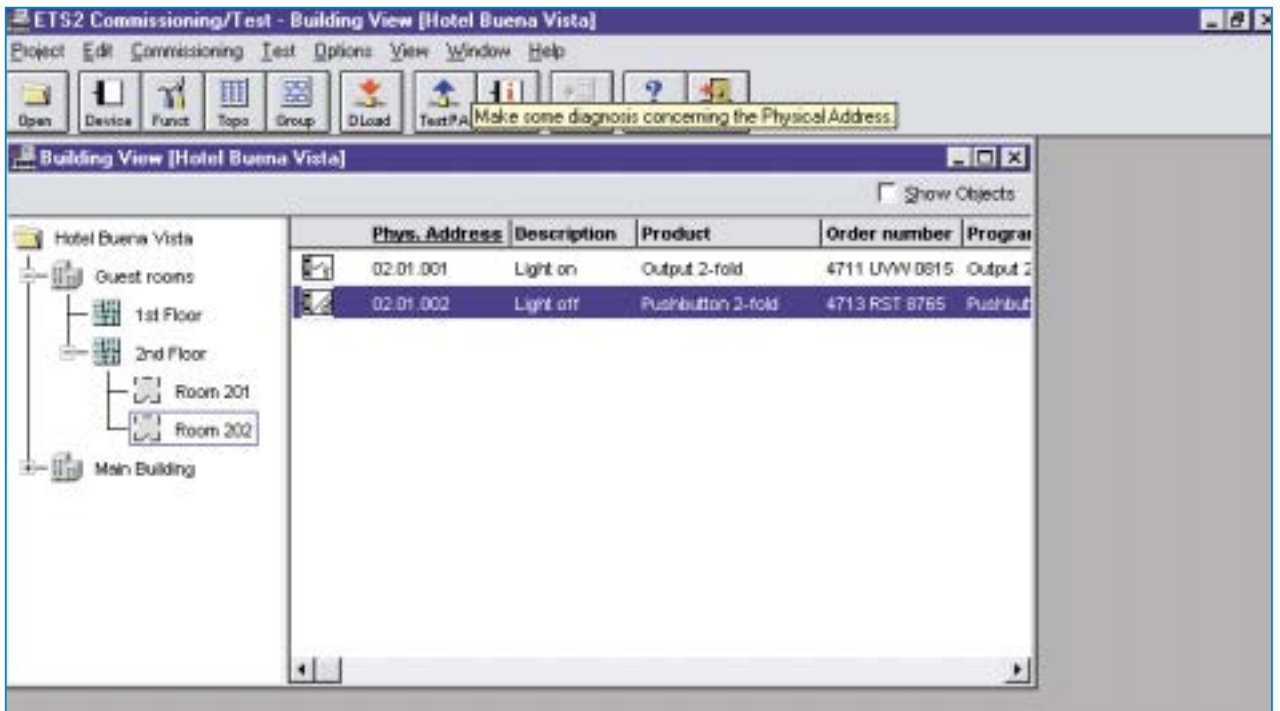 ETS2 Commissioning/Test - Building View [Hotel Buena Vista]
Project Edit Commissioning Test Options View Window Help
Open Device Funct Topo Group DLoad TestPA
Make some diagnosis concerning the Physical Address.
Building View [Hotel Buena Vista]
Show Objects
Hotel Buena Vista
Guest rooms
1st Floor
2nd Floor
Room 201
Room 202
Main Building
Phys. Address Description Product Order number Program
02.01.001 Light on Output 2-fold 4711 UVW 0815 Output 2
02.01.002 Light off Pushbutton 2-fold 4713 RST 8765 Pushbut